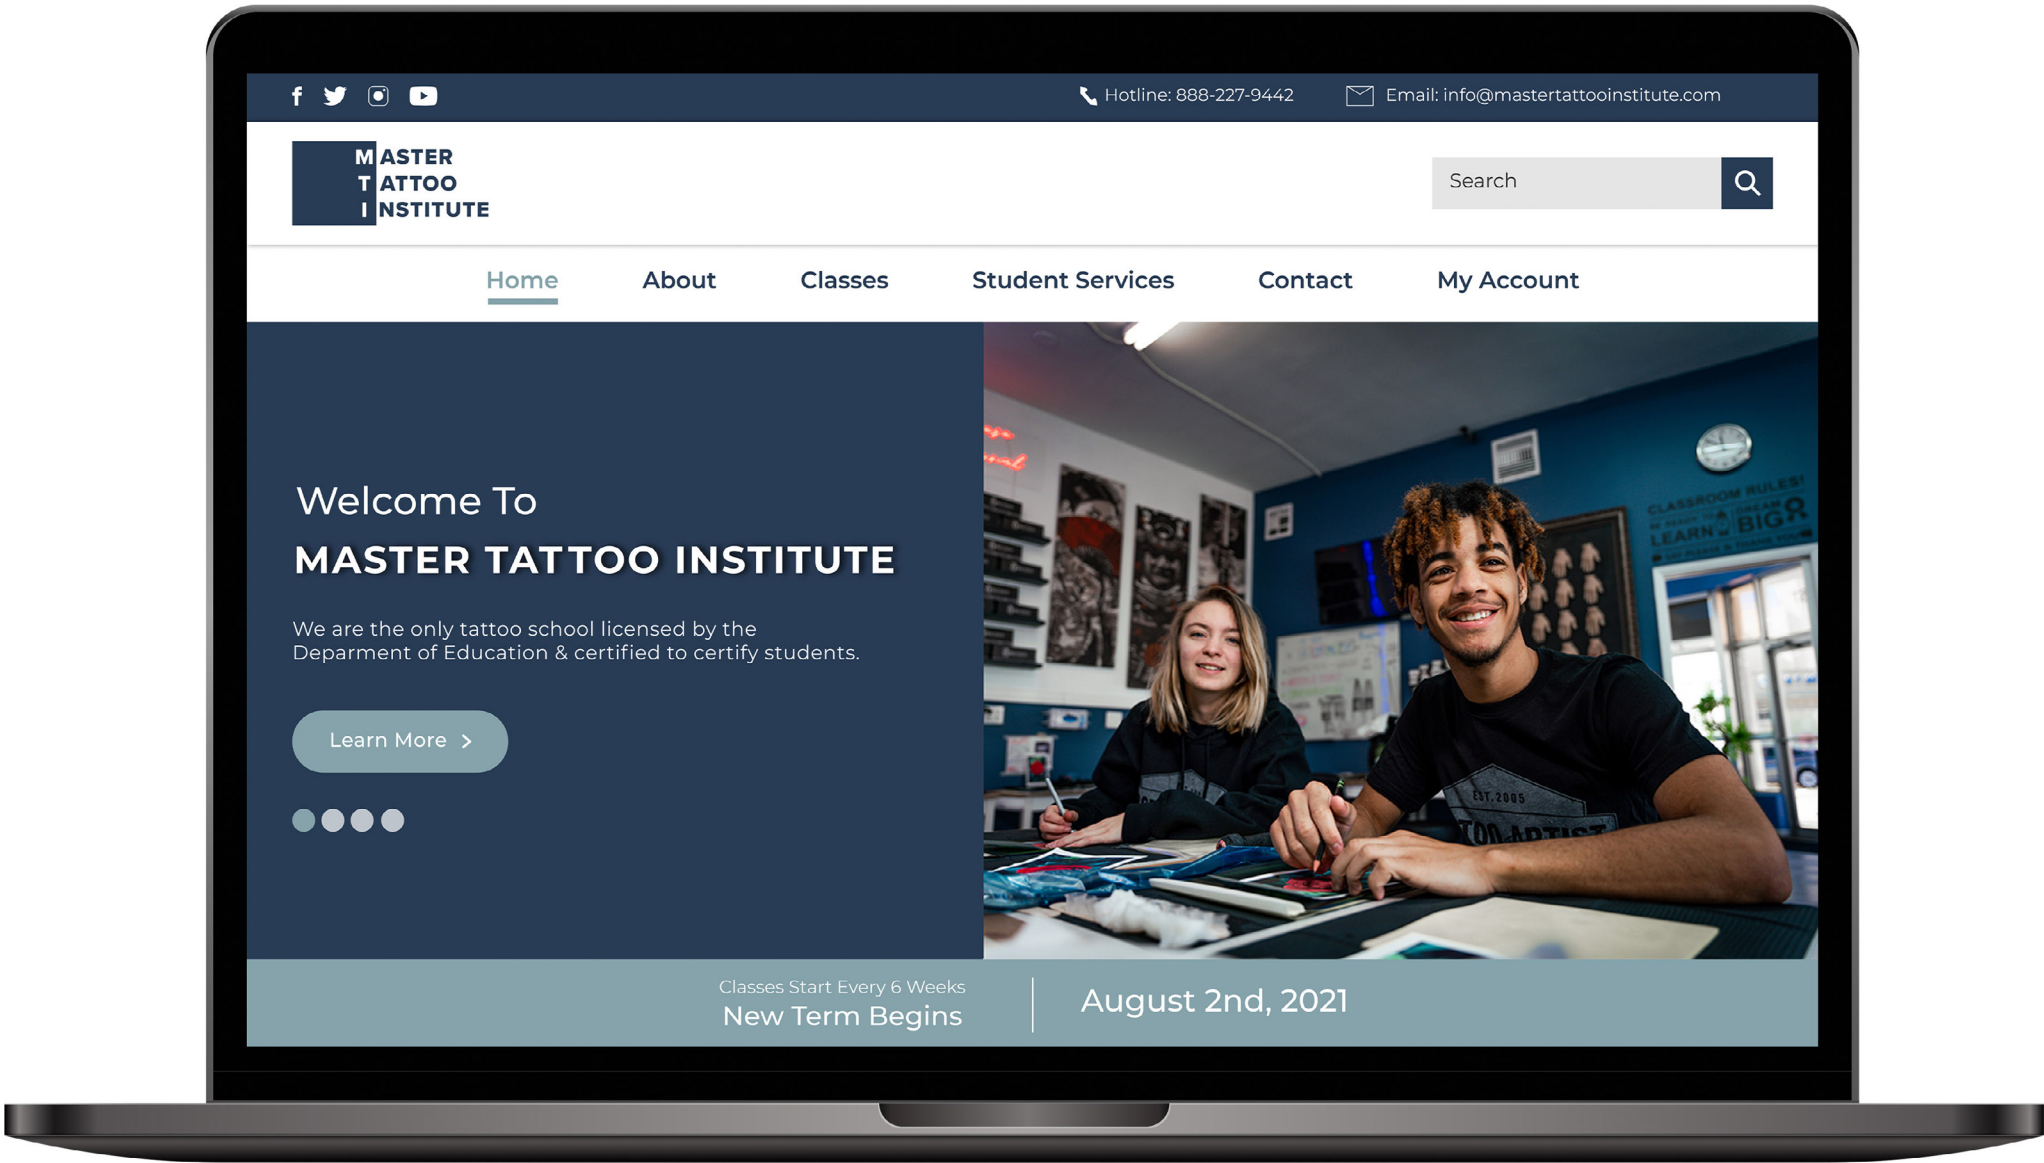 Hotline: 888-227-9442
Email: info@mastertattooinstitute.com
MASTER
TATTOO
INSTITUTE
Search
Home
About
Classes
Student Services
Contact
My Account
Welcome To
MASTER TATTOO INSTITUTE
We are the only tattoo school licensed by the
Deparment of Education & certified to certify students.
Learn More
CLASSROOM RULES!
DREAM
LEARN
BIG
EST.2005
TOO ARTIST
Classes Start Every 6 Weeks
New Term Begins
August 2nd, 2021